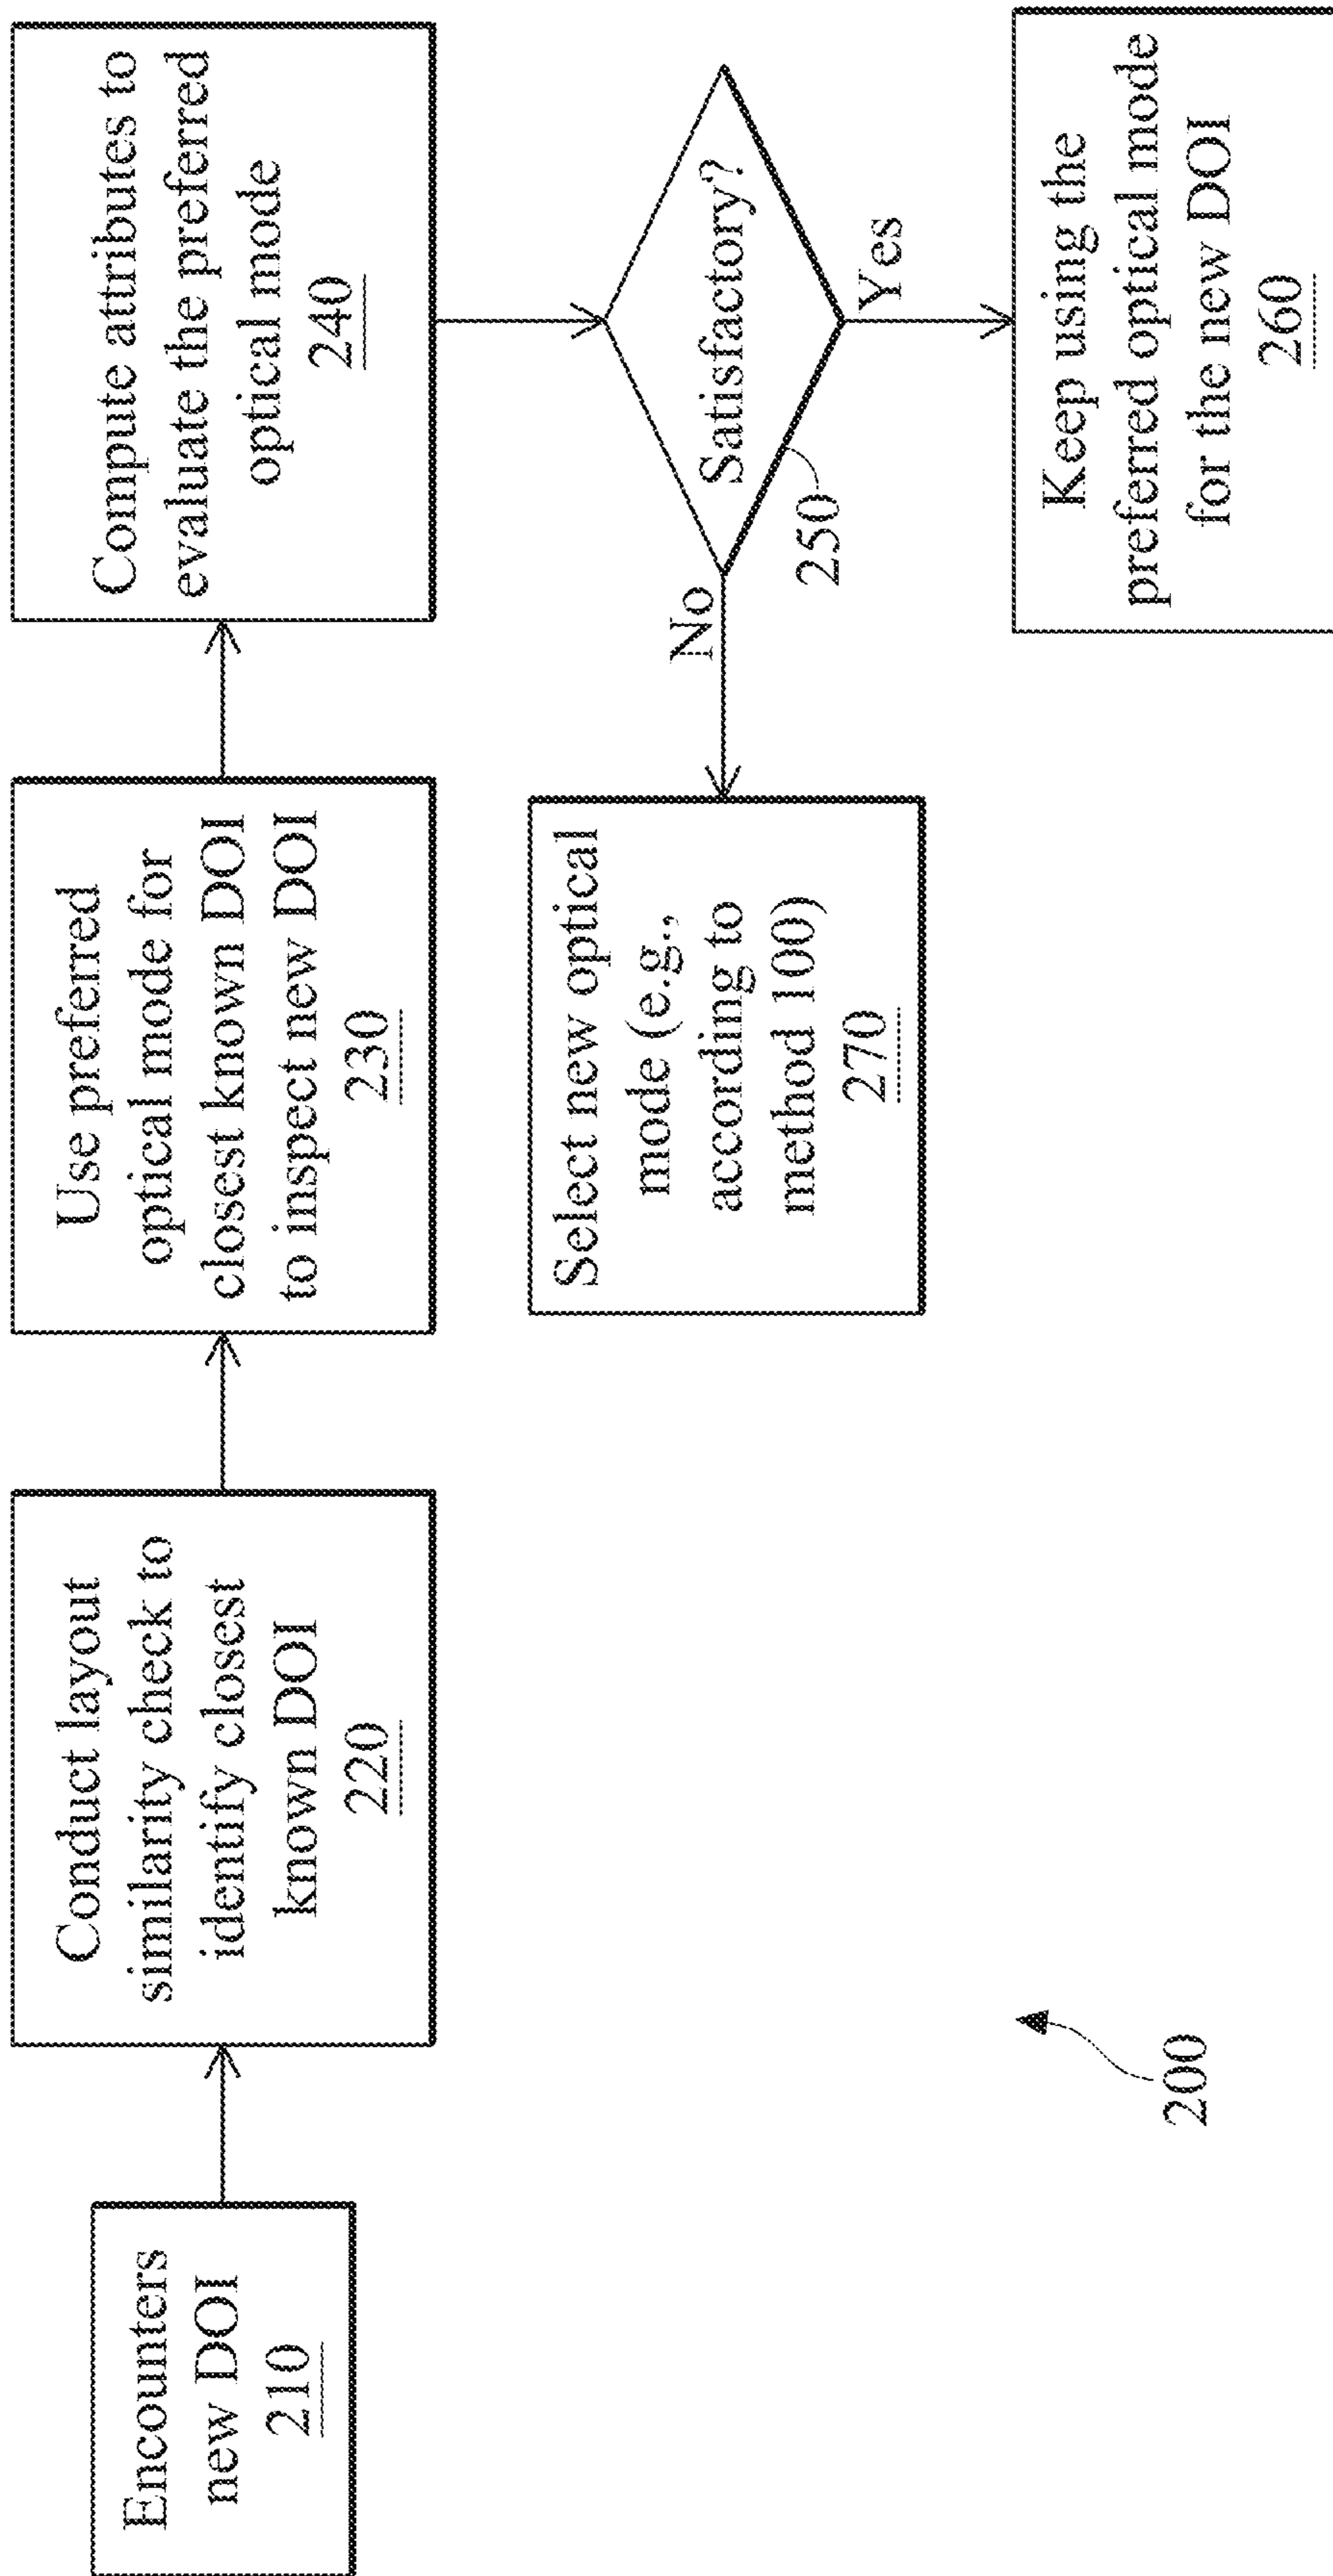 Encounters
new DOI
210
Conduct layout
similarity check to
identify closest
known DOI
220
Use preferred
optical mode for
closest known DOI
to inspect new DOI
230
Compute attributes to
evaluate the preferred
optical mode
240
Satisfactory?
250
No
Yes
Select new optical
mode (e.g.,
according to
method 100)
270
Keep using the
preferred optical mode
for the new DOI
260
200